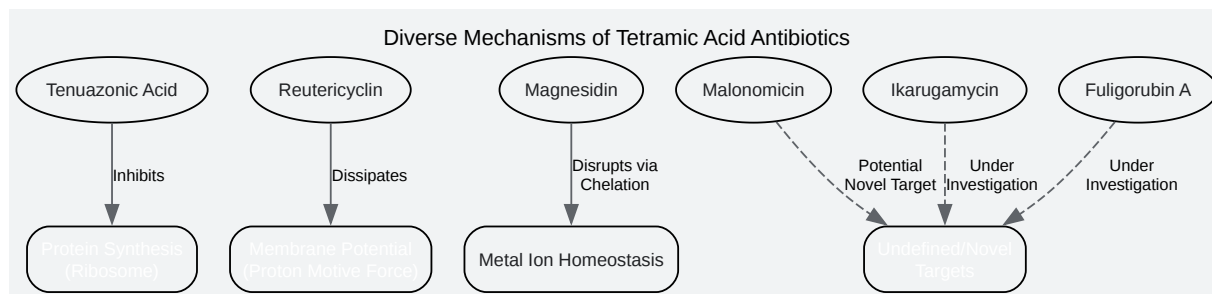 Diverse Mechanisms of Tetramic Acid Antibiotics
Tenuazonic Acid
Reutericyclin
Magnesidin
Malonomicin
Ikarugamycin
Fuligorubin A
Inhibits
Dissipates
Disrupts via
Chelation
Potential
Novel Target
Under
Investigation
Under
Investigation
Protein Synthesis
(Ribosome)
Membrane Potential
(Proton Motive Force)
Metal Ion Homeostasis
Undefined/Novel
Targets